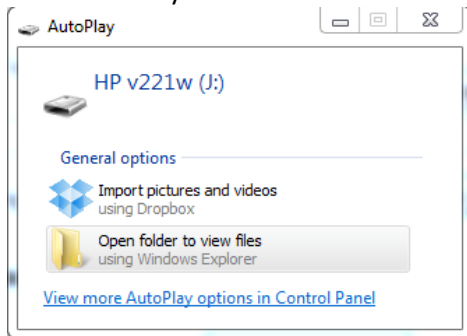 AutoPlay
HP v221w (J:)
General options
Import pictures and videos
using Dropbox
Open folder to view files
using Windows Explorer
View more AutoPlay options in Control Panel